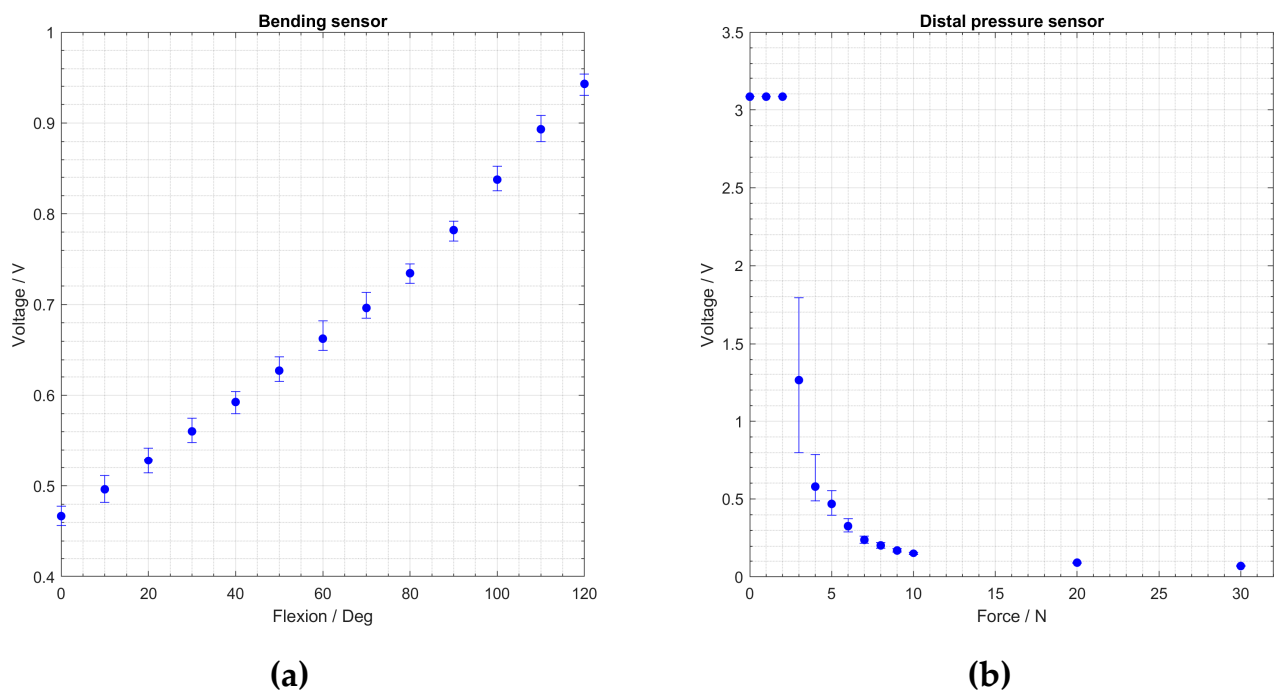 Bending sensor
1
0.9
0.8
0.7
0.6
0.5
0.4
Voltage / V
0 20 40 60 80 100 120
Flexion / Deg
(a)
Distal pressure sensor
3.5
3
2.5
2
1.5
1
0.5
0
Voltage / V
0 5 10 15 20 25 30
Force / N
(b)